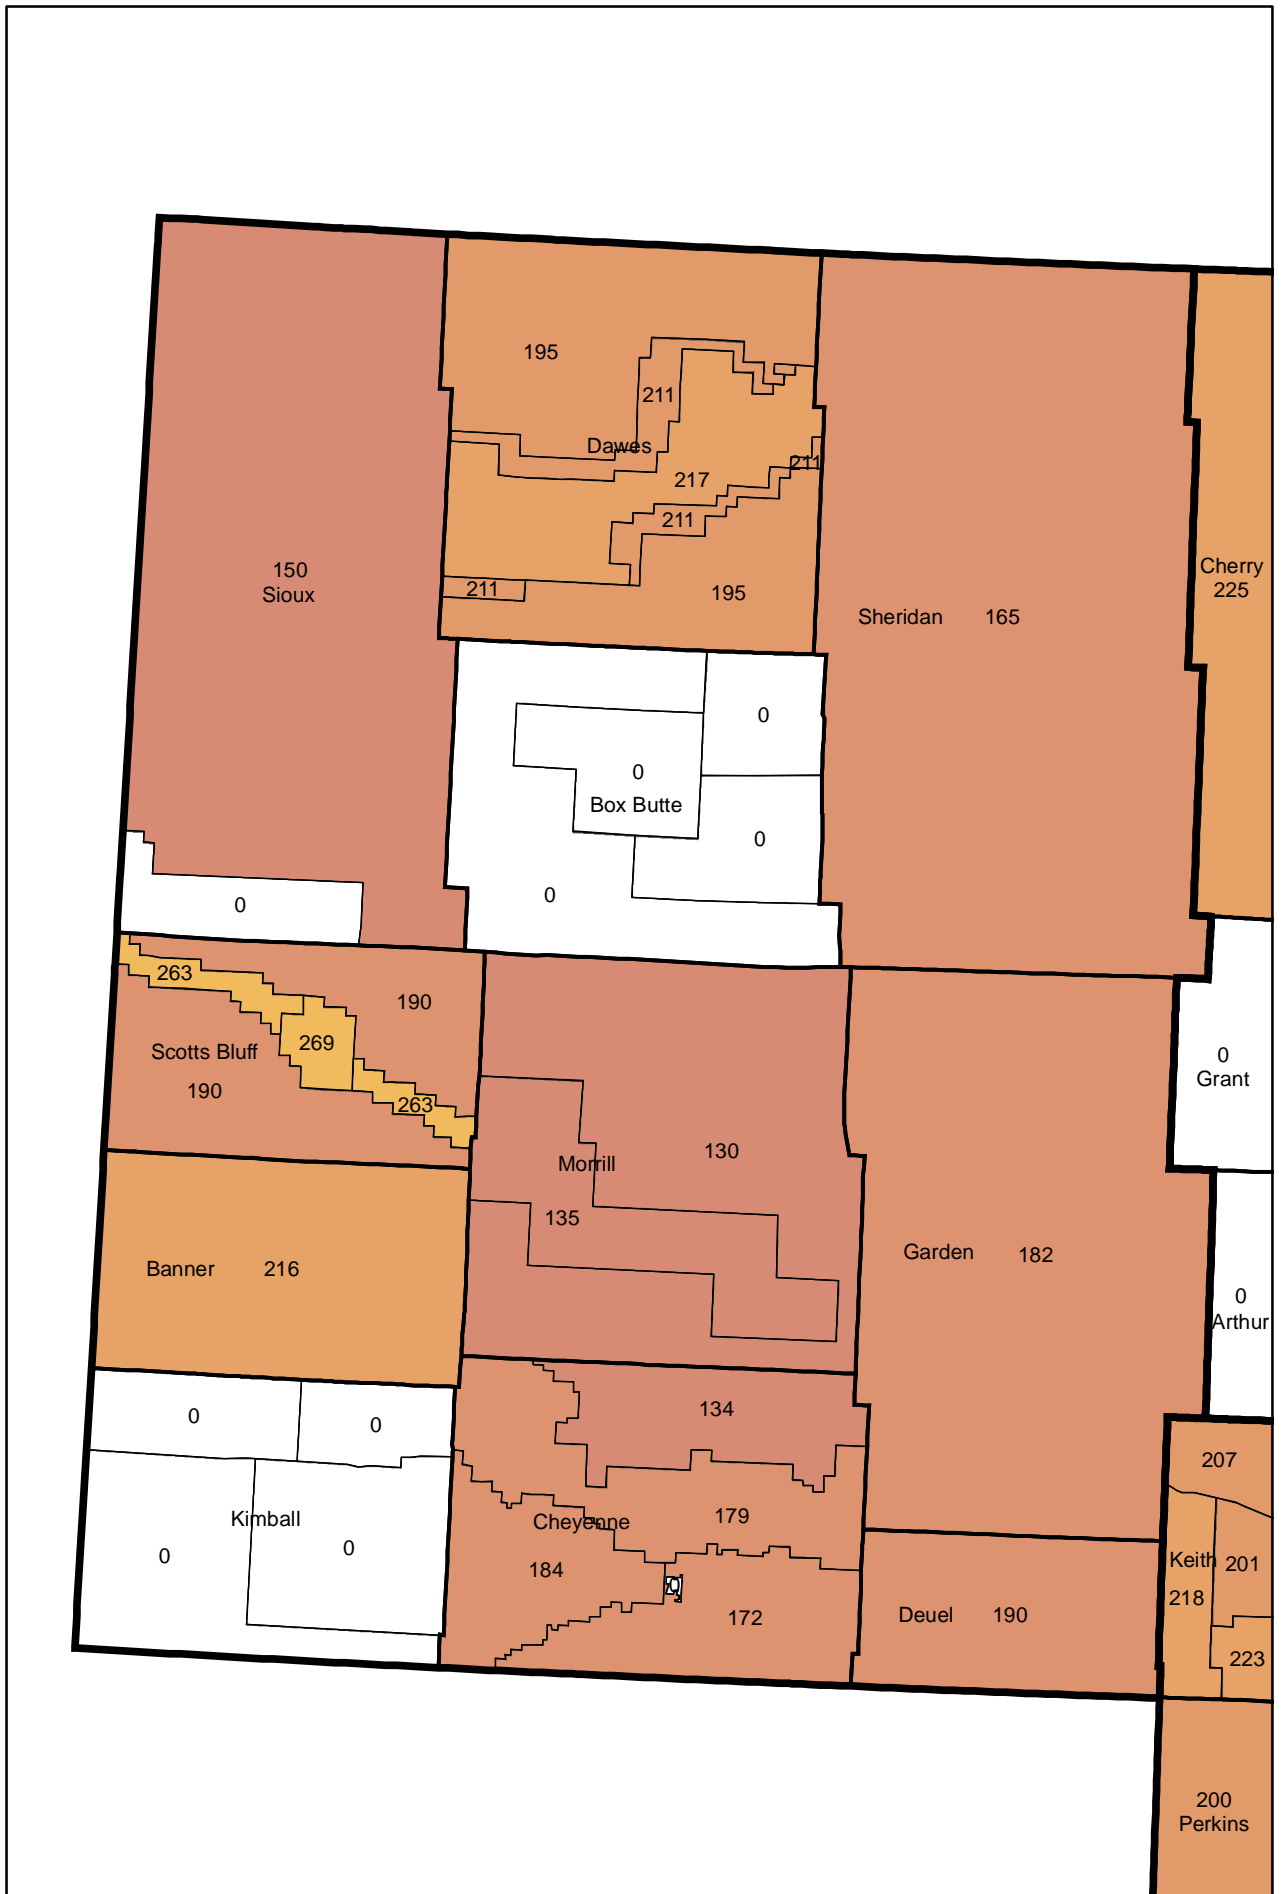 195
211
Dawes
211
217
211
Cherry
225
150
Sioux
211
195
Sheridan 165
0
0
Box Butte
0
0
0
263
190
269
Scotts Bluff
0
Grant
190
263
130
Morrill
135
Garden 182
Banner 216
0
Arthur
134
0
0
207
179
Kimball
Cheyenne
0
0
184
Keith
201
218
172
Deuel 190
223
200
Perkins